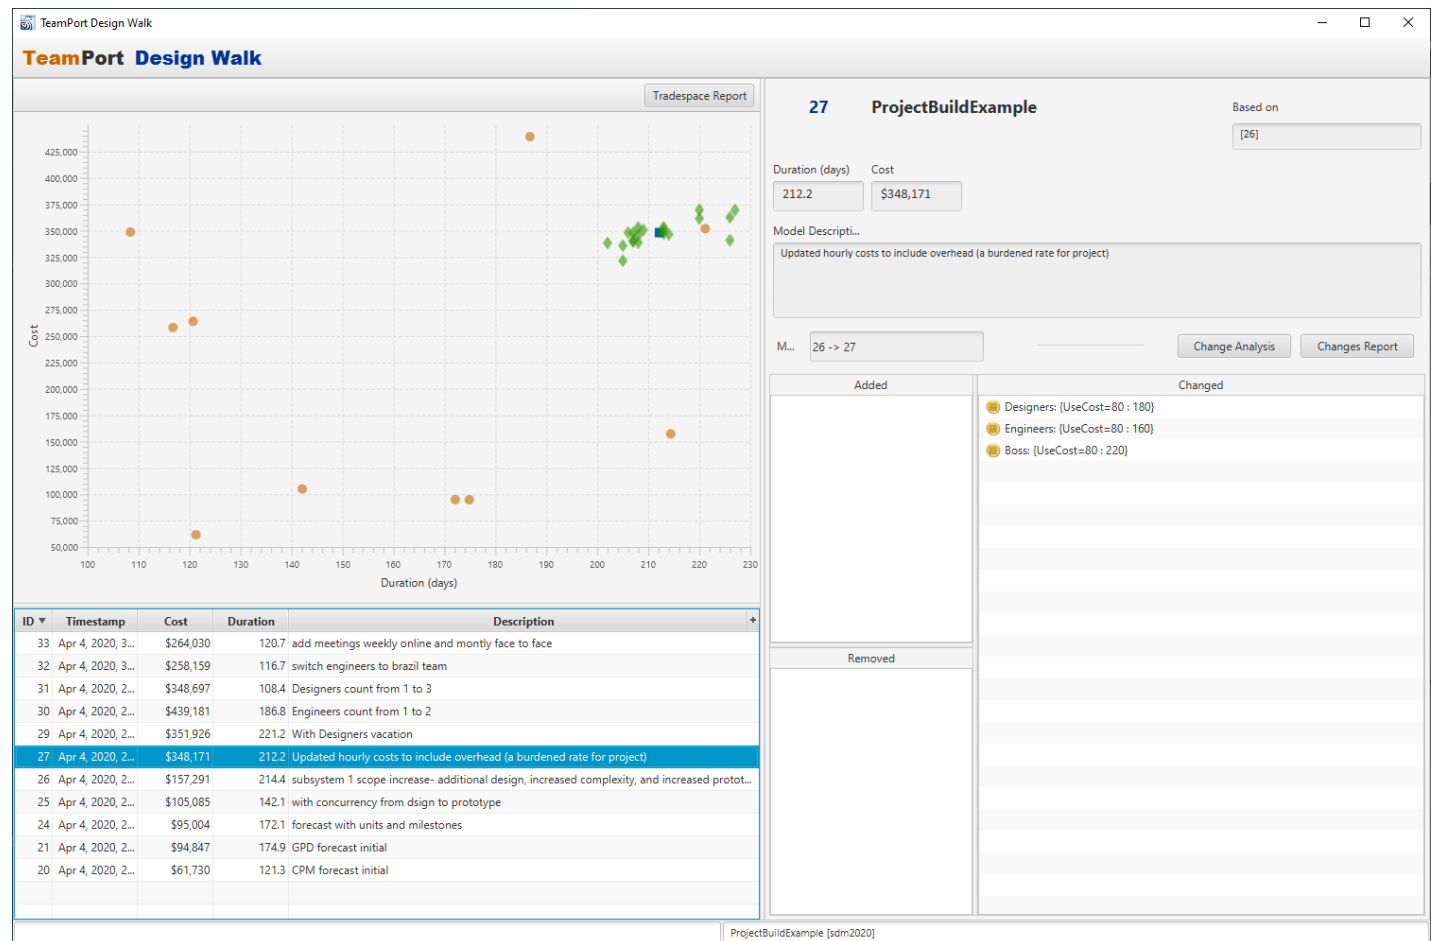 TeamPort Design Walk
TeamPort Design Walk
Tradespace Report
425,000
400,000
375,000
350,000
325,000
300,000
275,000
250,000
225,000
200,000
175,000
150,000
125,000
100,000
75,000
50,000
Cost
100 110 120 130 140 150 160 170 180 190 200 210 220 230
Duration (days)
ID Timestamp Cost Duration Description +
33 Apr 4, 2020, 3... $264,030 120.7 add meetings weekly online and montly face to face
32 Apr 4, 2020, 3... $258,159 116.7 switch engineers to brazil team
31 Apr 4, 2020, 2... $348,697 108.4 Designers count from 1 to 3
30 Apr 4, 2020, 2... $439,181 186.8 Engineers count from 1 to 2
29 Apr 4, 2020, 2... $351,926 221.2 With Designers vacation
27 Apr 4, 2020, 2... $348,171 212.2 Updated hourly costs to include overhead (a burdened rate for project)
26 Apr 4, 2020, 2... $157,291 214.4 subsystem 1 scope increase- additional design, increased complexity, and increased protot...
25 Apr 4, 2020, 2... $105,085 142.1 with concurrency from dsign to prototype
24 Apr 4, 2020, 2... $95,004 172.1 forecast with units and milestones
21 Apr 4, 2020, 2... $94,847 174.9 GPD forecast initial
20 Apr 4, 2020, 2... $61,730 121.3 CPM forecast initial
27 ProjectBuildExample
Based on
[26]
Duration (days) Cost
212.2 $348,171
Model Descripti...
Updated hourly costs to include overhead (a burdened rate for project)
M... 26 -> 27
Change Analysis Changes Report
Added
Changed
Designers: {UseCost=80 : 180}
Engineers: {UseCost=80 : 160}
Boss: {UseCost=80 : 220}
Removed
ProjectBuildExample [sdm2020]